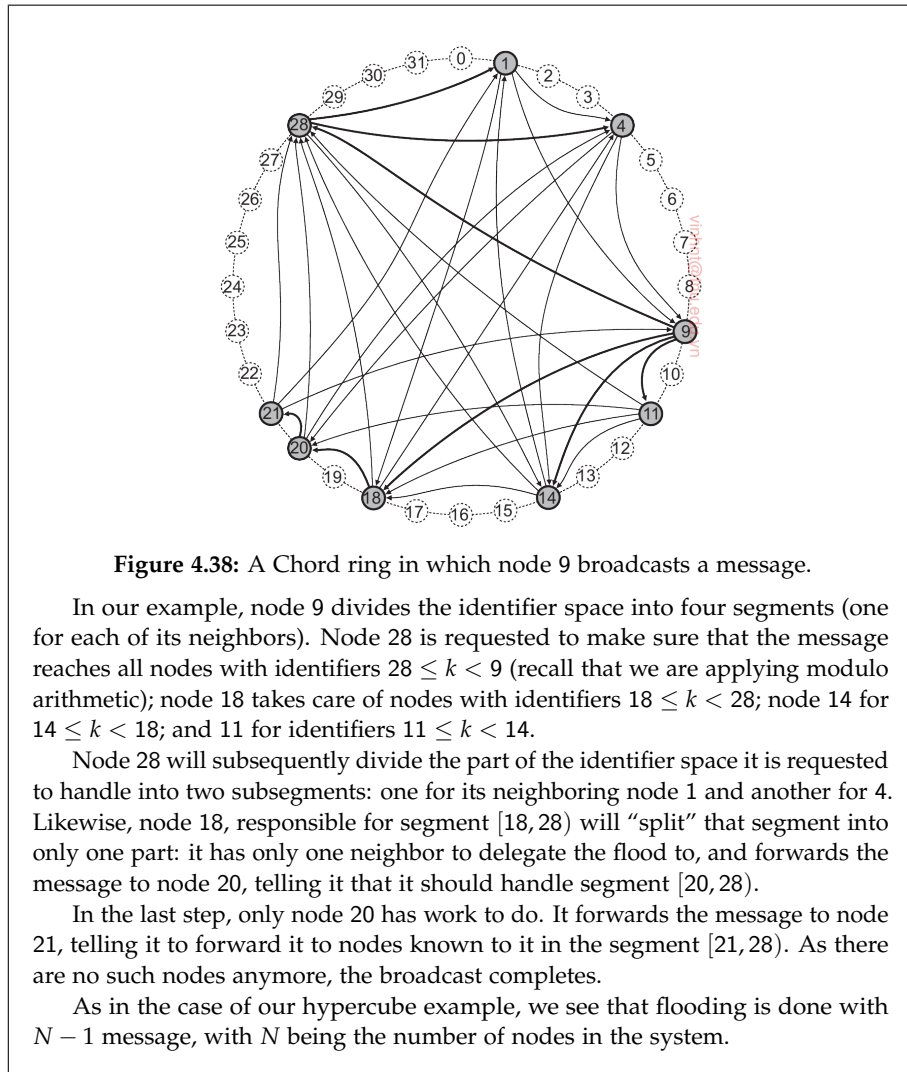 31 0 1
30 2
29 3
28 4
27 5
26 6
25 7
24 8
23 9
22 10
21 11
20 12
19 13
18 14
17 16 15
Figure 4.38: A Chord ring in which node 9 broadcasts a message.
In our example, node 9 divides the identifier space into four segments (one
for each of its neighbors). Node 28 is requested to make sure that the message
reaches all nodes with identifiers 28 ≤ k < 9 (recall that we are applying modulo
arithmetic); node 18 takes care of nodes with identifiers 18 ≤ k < 28; node 14 for
14 ≤ k < 18; and 11 for identifiers 11 ≤ k < 14.
Node 28 will subsequently divide the part of the identifier space it is requested
to handle into two subsegments: one for its neighboring node 1 and another for 4.
Likewise, node 18, responsible for segment [18, 28) will “split” that segment into
only one part: it has only one neighbor to delegate the flood to, and forwards the
message to node 20, telling it that it should handle segment [20, 28).
In the last step, only node 20 has work to do. It forwards the message to node
21, telling it to forward it to nodes known to it in the segment [21, 28). As there
are no such nodes anymore, the broadcast completes.
As in the case of our hypercube example, we see that flooding is done with
N − 1 message, with N being the number of nodes in the system.